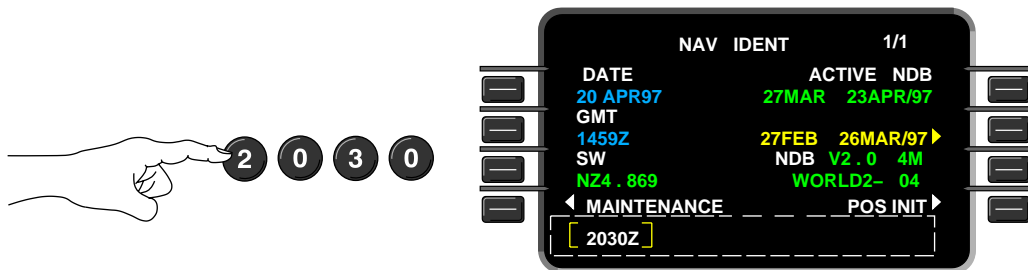 2 0 3 0
NAV IDENT 1/1
DATE ACTIVE NDB
20 APR97 27MAR 23APR/97
GMT
1459Z 27FEB 26MAR/97
SW NDB V2 . 0 4M
NZ4 . 869 WORLD2– 04
MAINTENANCE POS INIT
2030Z